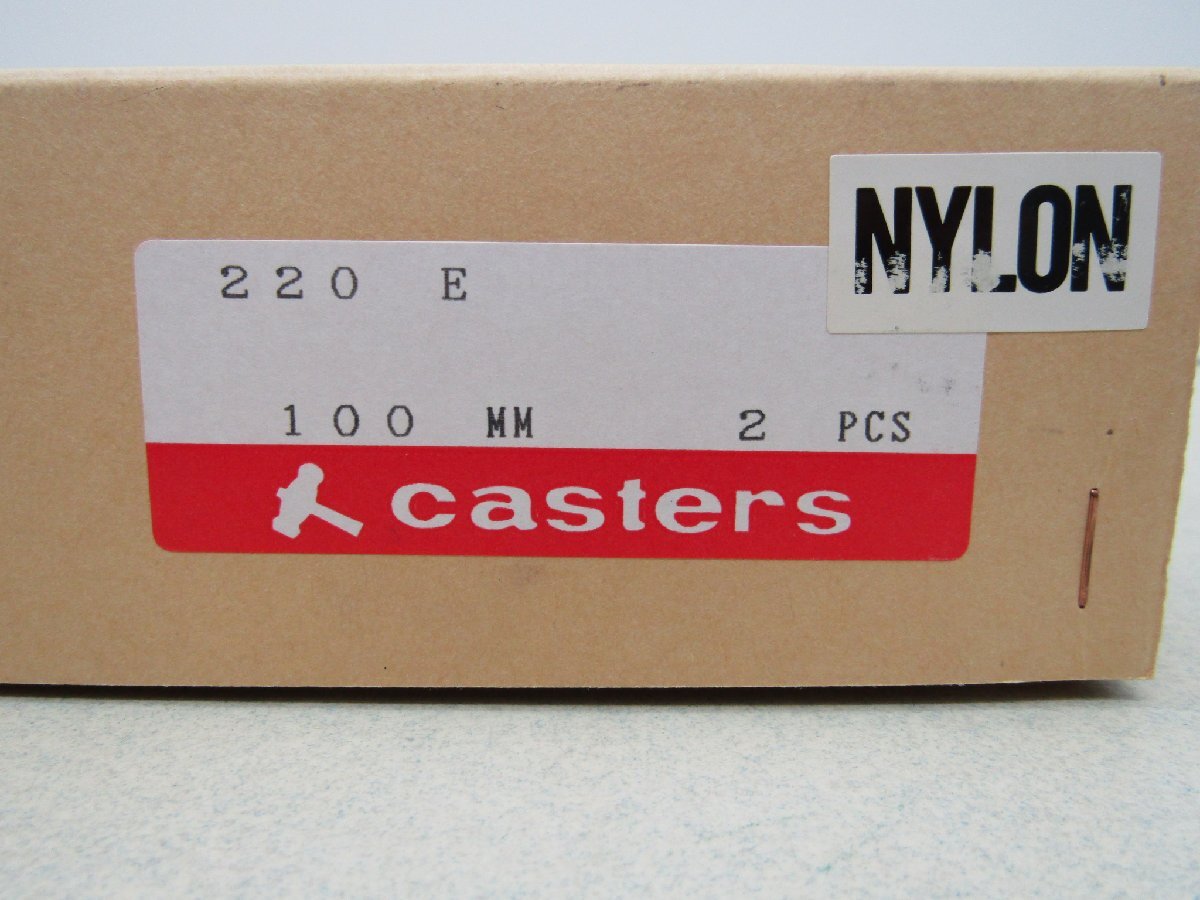 NYLON
220 E
100 MM 2 PCS
casters